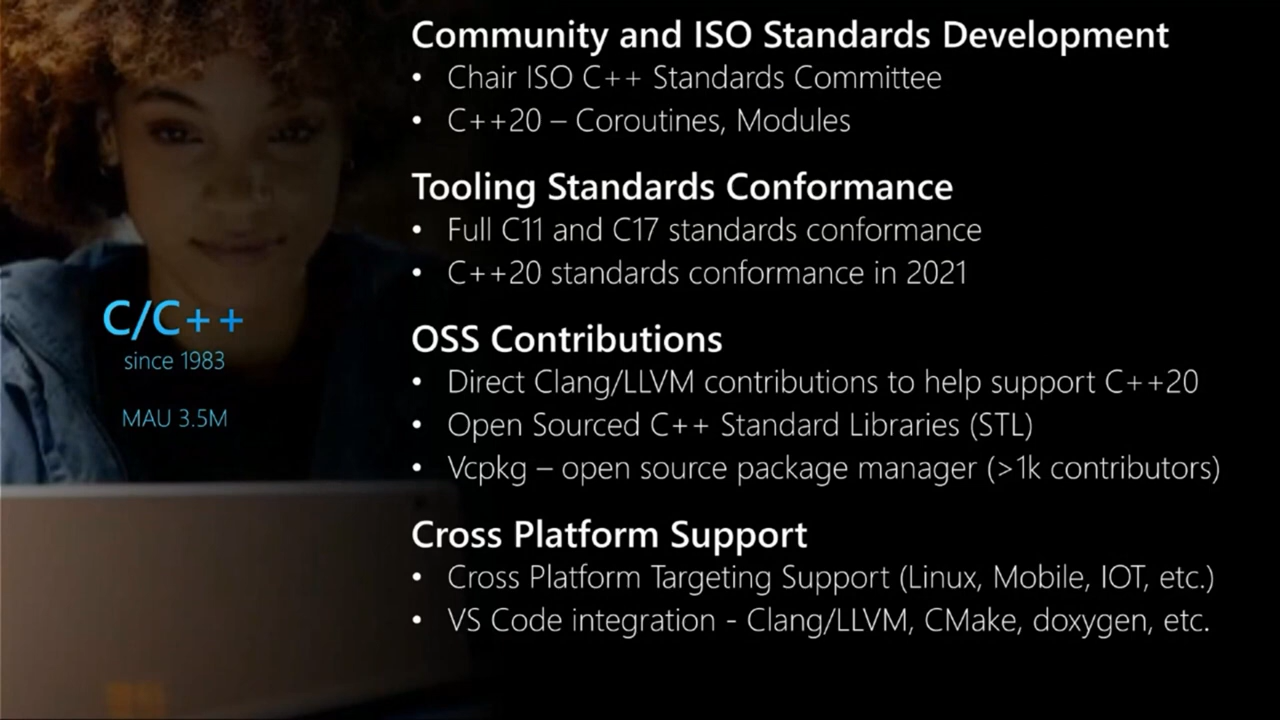 Community and ISO Standards Development
• Chair ISO C++ Standards Committee
• C++20 – Coroutines, Modules
Tooling Standards Conformance
• Full C11 and C17 standards conformance
• C++20 standards conformance in 2021
C/C++
since 1983
MAU 3.5M
OSS Contributions
• Direct Clang/LLVM contributions to help support C++20
• Open Sourced C++ Standard Libraries (STL)
• Vcpkg – open source package manager (>1k contributors)
Cross Platform Support
• Cross Platform Targeting Support (Linux, Mobile, IOT, etc.)
• VS Code integration - Clang/LLVM, CMake, doxygen, etc.